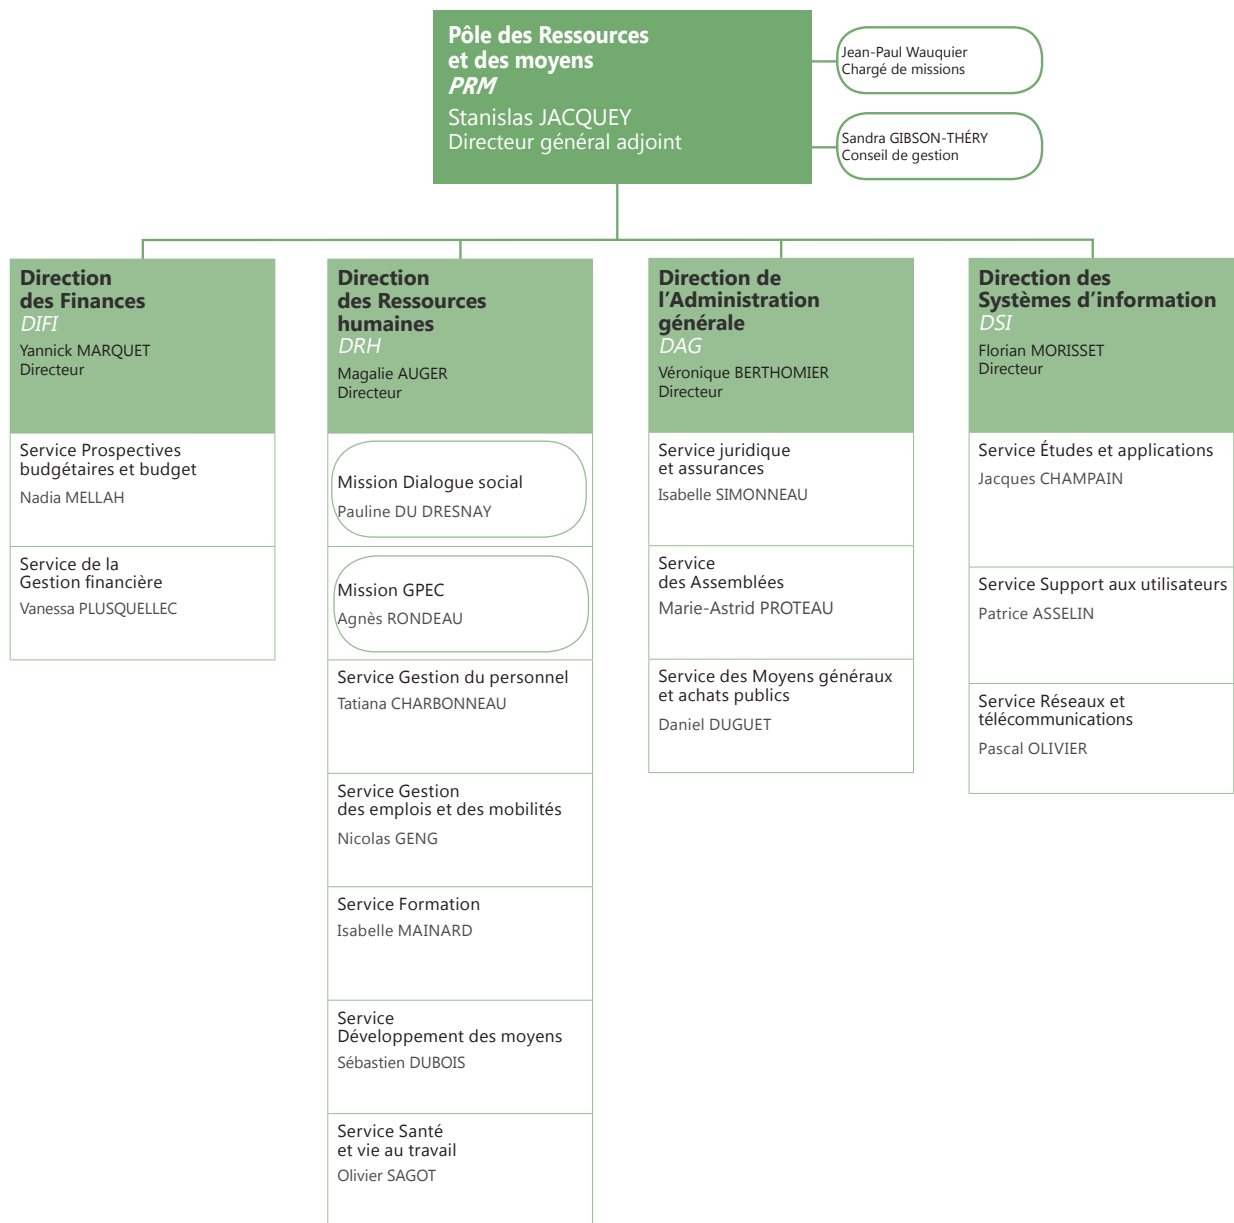 Pôle des Ressources
et des moyens
PRM
Stanislas JACQUEY
Directeur général adjoint
Jean-Paul Wauquier
Chargé de missions
Sandra GIBSON-THÉRY
Conseil de gestion
Direction
des Finances
DIFI
Yannick MARQUET
Directeur
Service Prospectives
budgétaires et budget
Nadia MELLAH
Service de la
Gestion financière
Vanessa PLUSQUELLEC
Direction
des Ressources
humaines
DRH
Magalie AUGER
Directeur
Mission Dialogue social
Pauline DU DRESNAY
Mission GPEC
Agnès RONDEAU
Service Gestion du personnel
Tatiana CHARBONNEAU
Service Gestion
des emplois et des mobilités
Nicolas GENG
Service Formation
Isabelle MAINARD
Service
Développement des moyens
Sébastien DUBOIS
Service Santé
et vie au travail
Olivier SAGOT
Direction de
l'Administration
générale
DAG
Véronique BERTHOMIER
Directeur
Service juridique
et assurances
Isabelle SIMONNEAU
Service
des Assemblées
Marie-Astrid PROTEAU
Service des Moyens généraux
et achats publics
Daniel DUGUET
Direction des
Systèmes d'information
DSI
Florian MORISSET
Directeur
Service Études et applications
Jacques CHAMPAIN
Service Support aux utilisateurs
Patrice ASSELIN
Service Réseaux et
télécommunications
Pascal OLIVIER